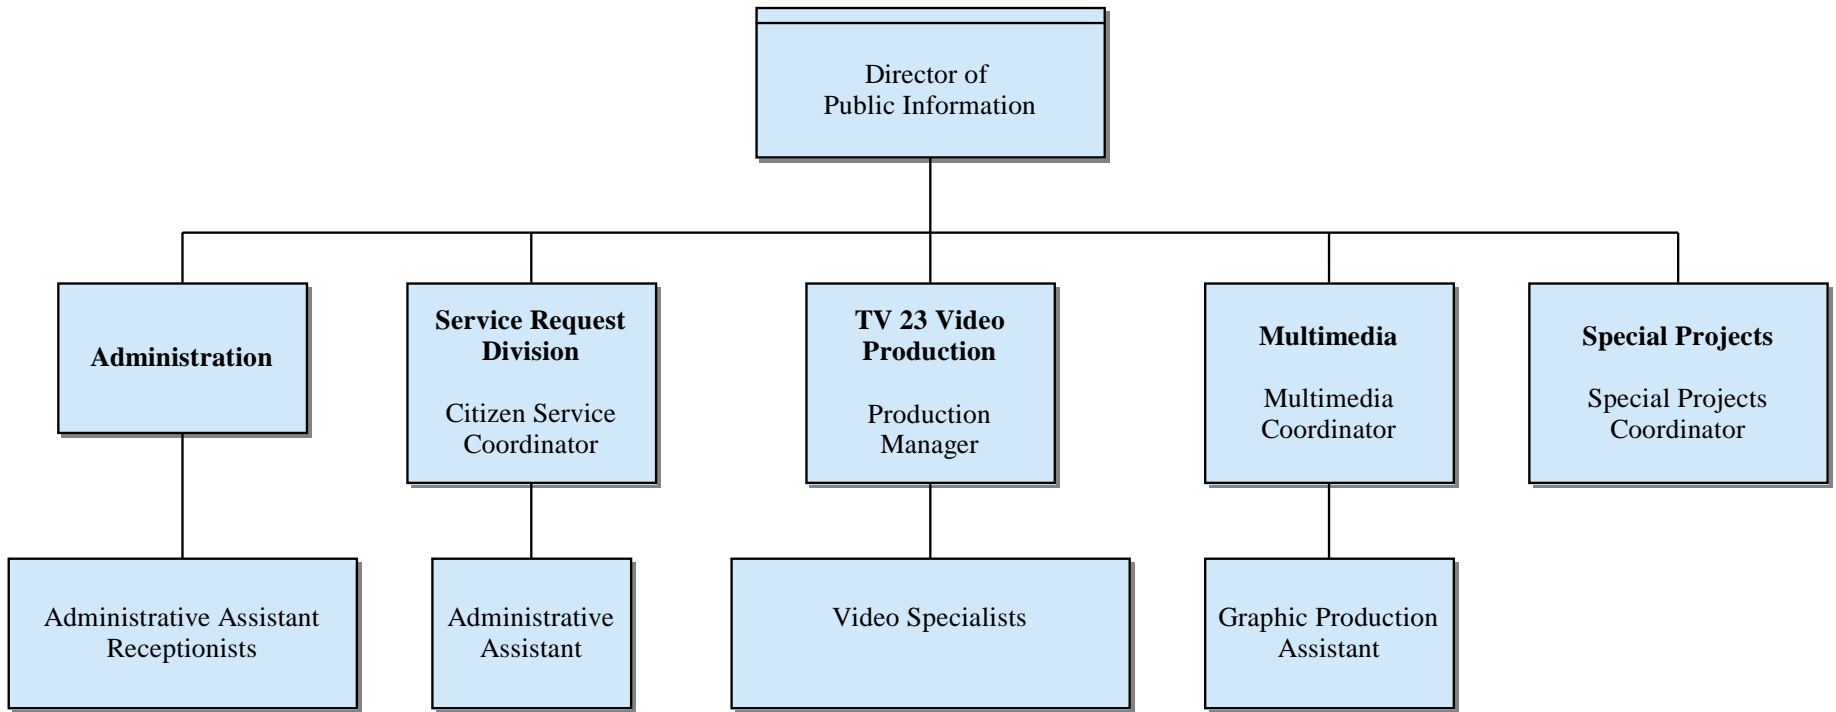 Director of
Public Information
Administration
Service Request
Division
Citizen Service
Coordinator
TV 23 Video
Production
Production
Manager
Multimedia
Multimedia
Coordinator
Special Projects
Special Projects
Coordinator
Administrative Assistant
Receptionists
Administrative
Assistant
Video Specialists
Graphic Production
Assistant